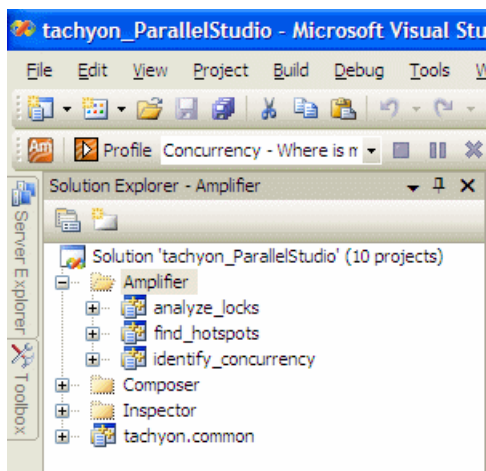 tachyon_ParallelStudio - Microsoft Visual Stu
File Edit View Project Build Debug Tools W
Am Profile Concurrency - Where is m
Solution Explorer - Amplifier
Server Explorer
Toolbox
Solution 'tachyon_ParallelStudio' (10 projects)
Amplifier
analyze_locks
find_hotspots
identify_concurrency
Composer
Inspector
tachyon.common